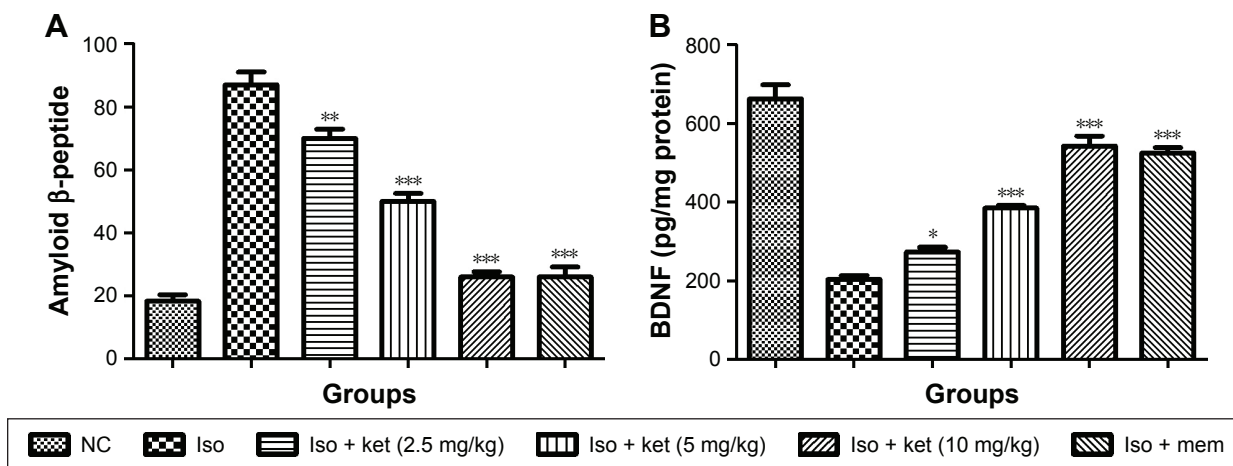 A
Amyloid β-peptide
100
80
60
40
20
0
**
***
***
***
Groups
B
BDNF (pg/mg protein)
800
600
400
200
0
*
***
***
***
Groups
NC
Iso
Iso + ket (2.5 mg/kg)
Iso + ket (5 mg/kg)
Iso + ket (10 mg/kg)
Iso + mem